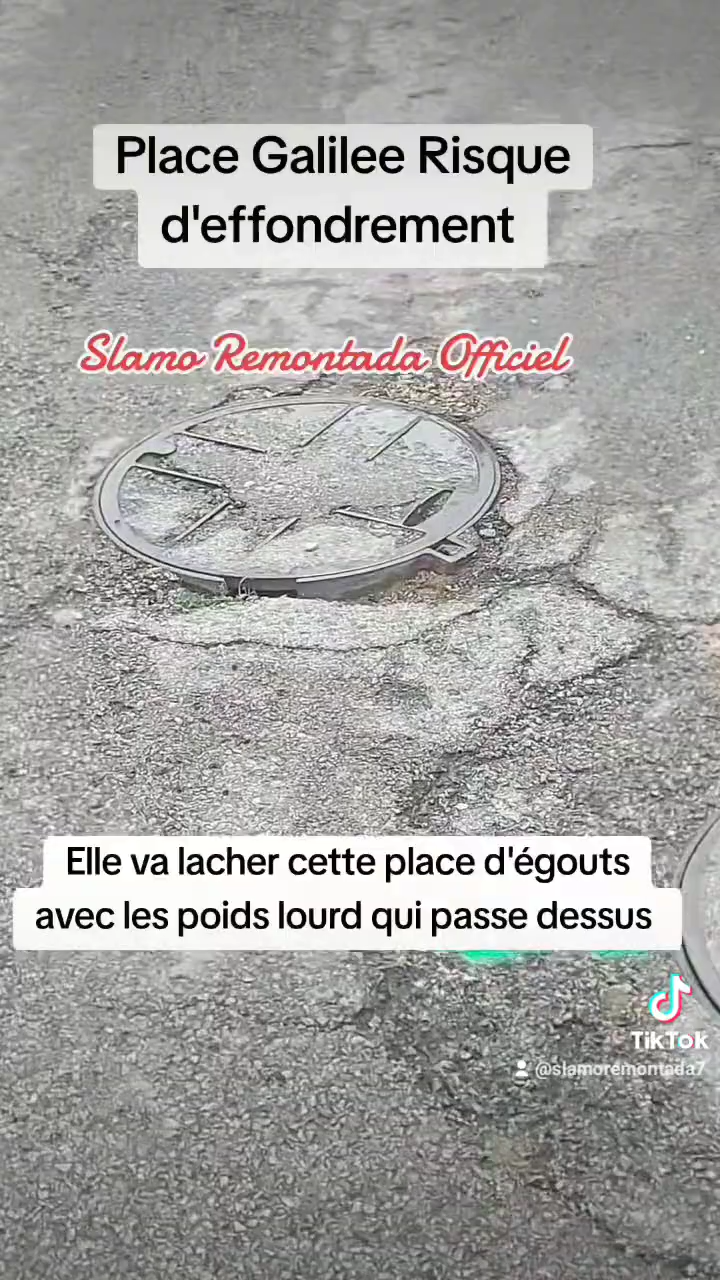 Place Galilee Risque
d'effondrement
Slamo Remontada Officiel
Elle va lacher cette place d'égouts
avec les poids lourd qui passe dessus
TikTok
@slamoremontada7